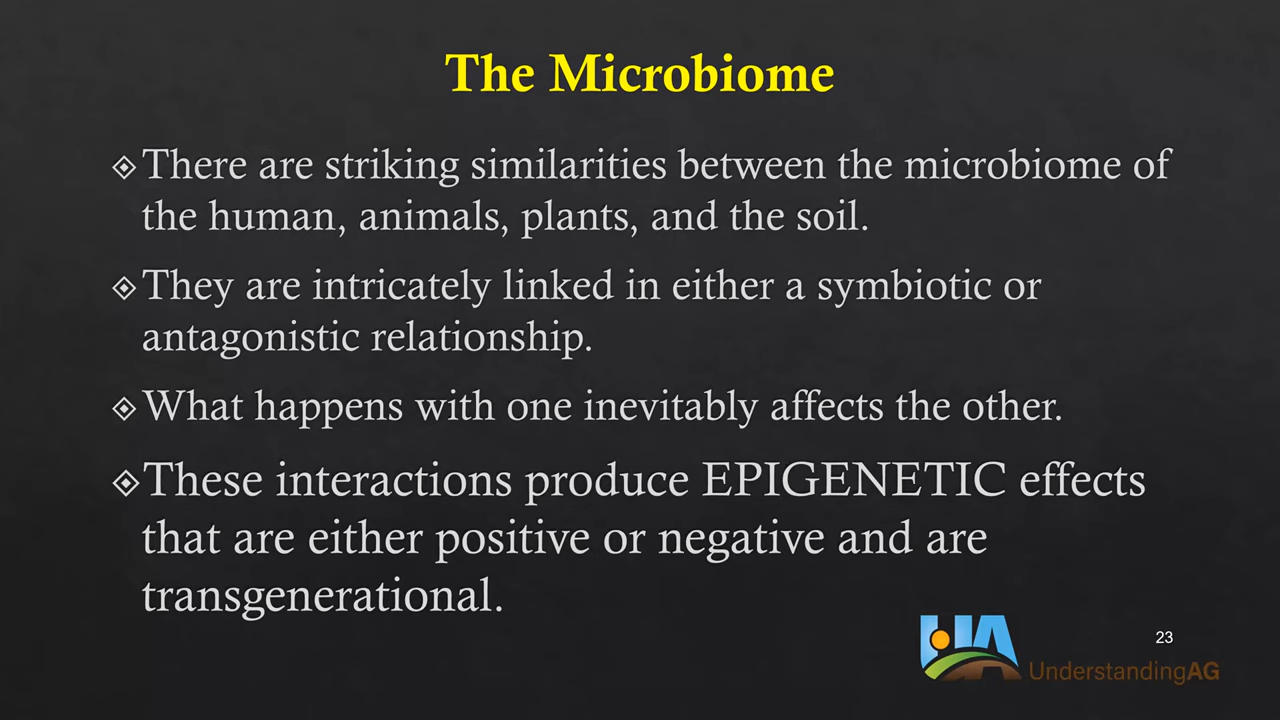 The Microbiome
There are striking similarities between the microbiome of
the human, animals, plants, and the soil.
They are intricately linked in either a symbiotic or
antagonistic relationship.
What happens with one inevitably affects the other.
These interactions produce EPIGENETIC effects
that are either positive or negative and are
transgenerational.
23
UA
UnderstandingAG